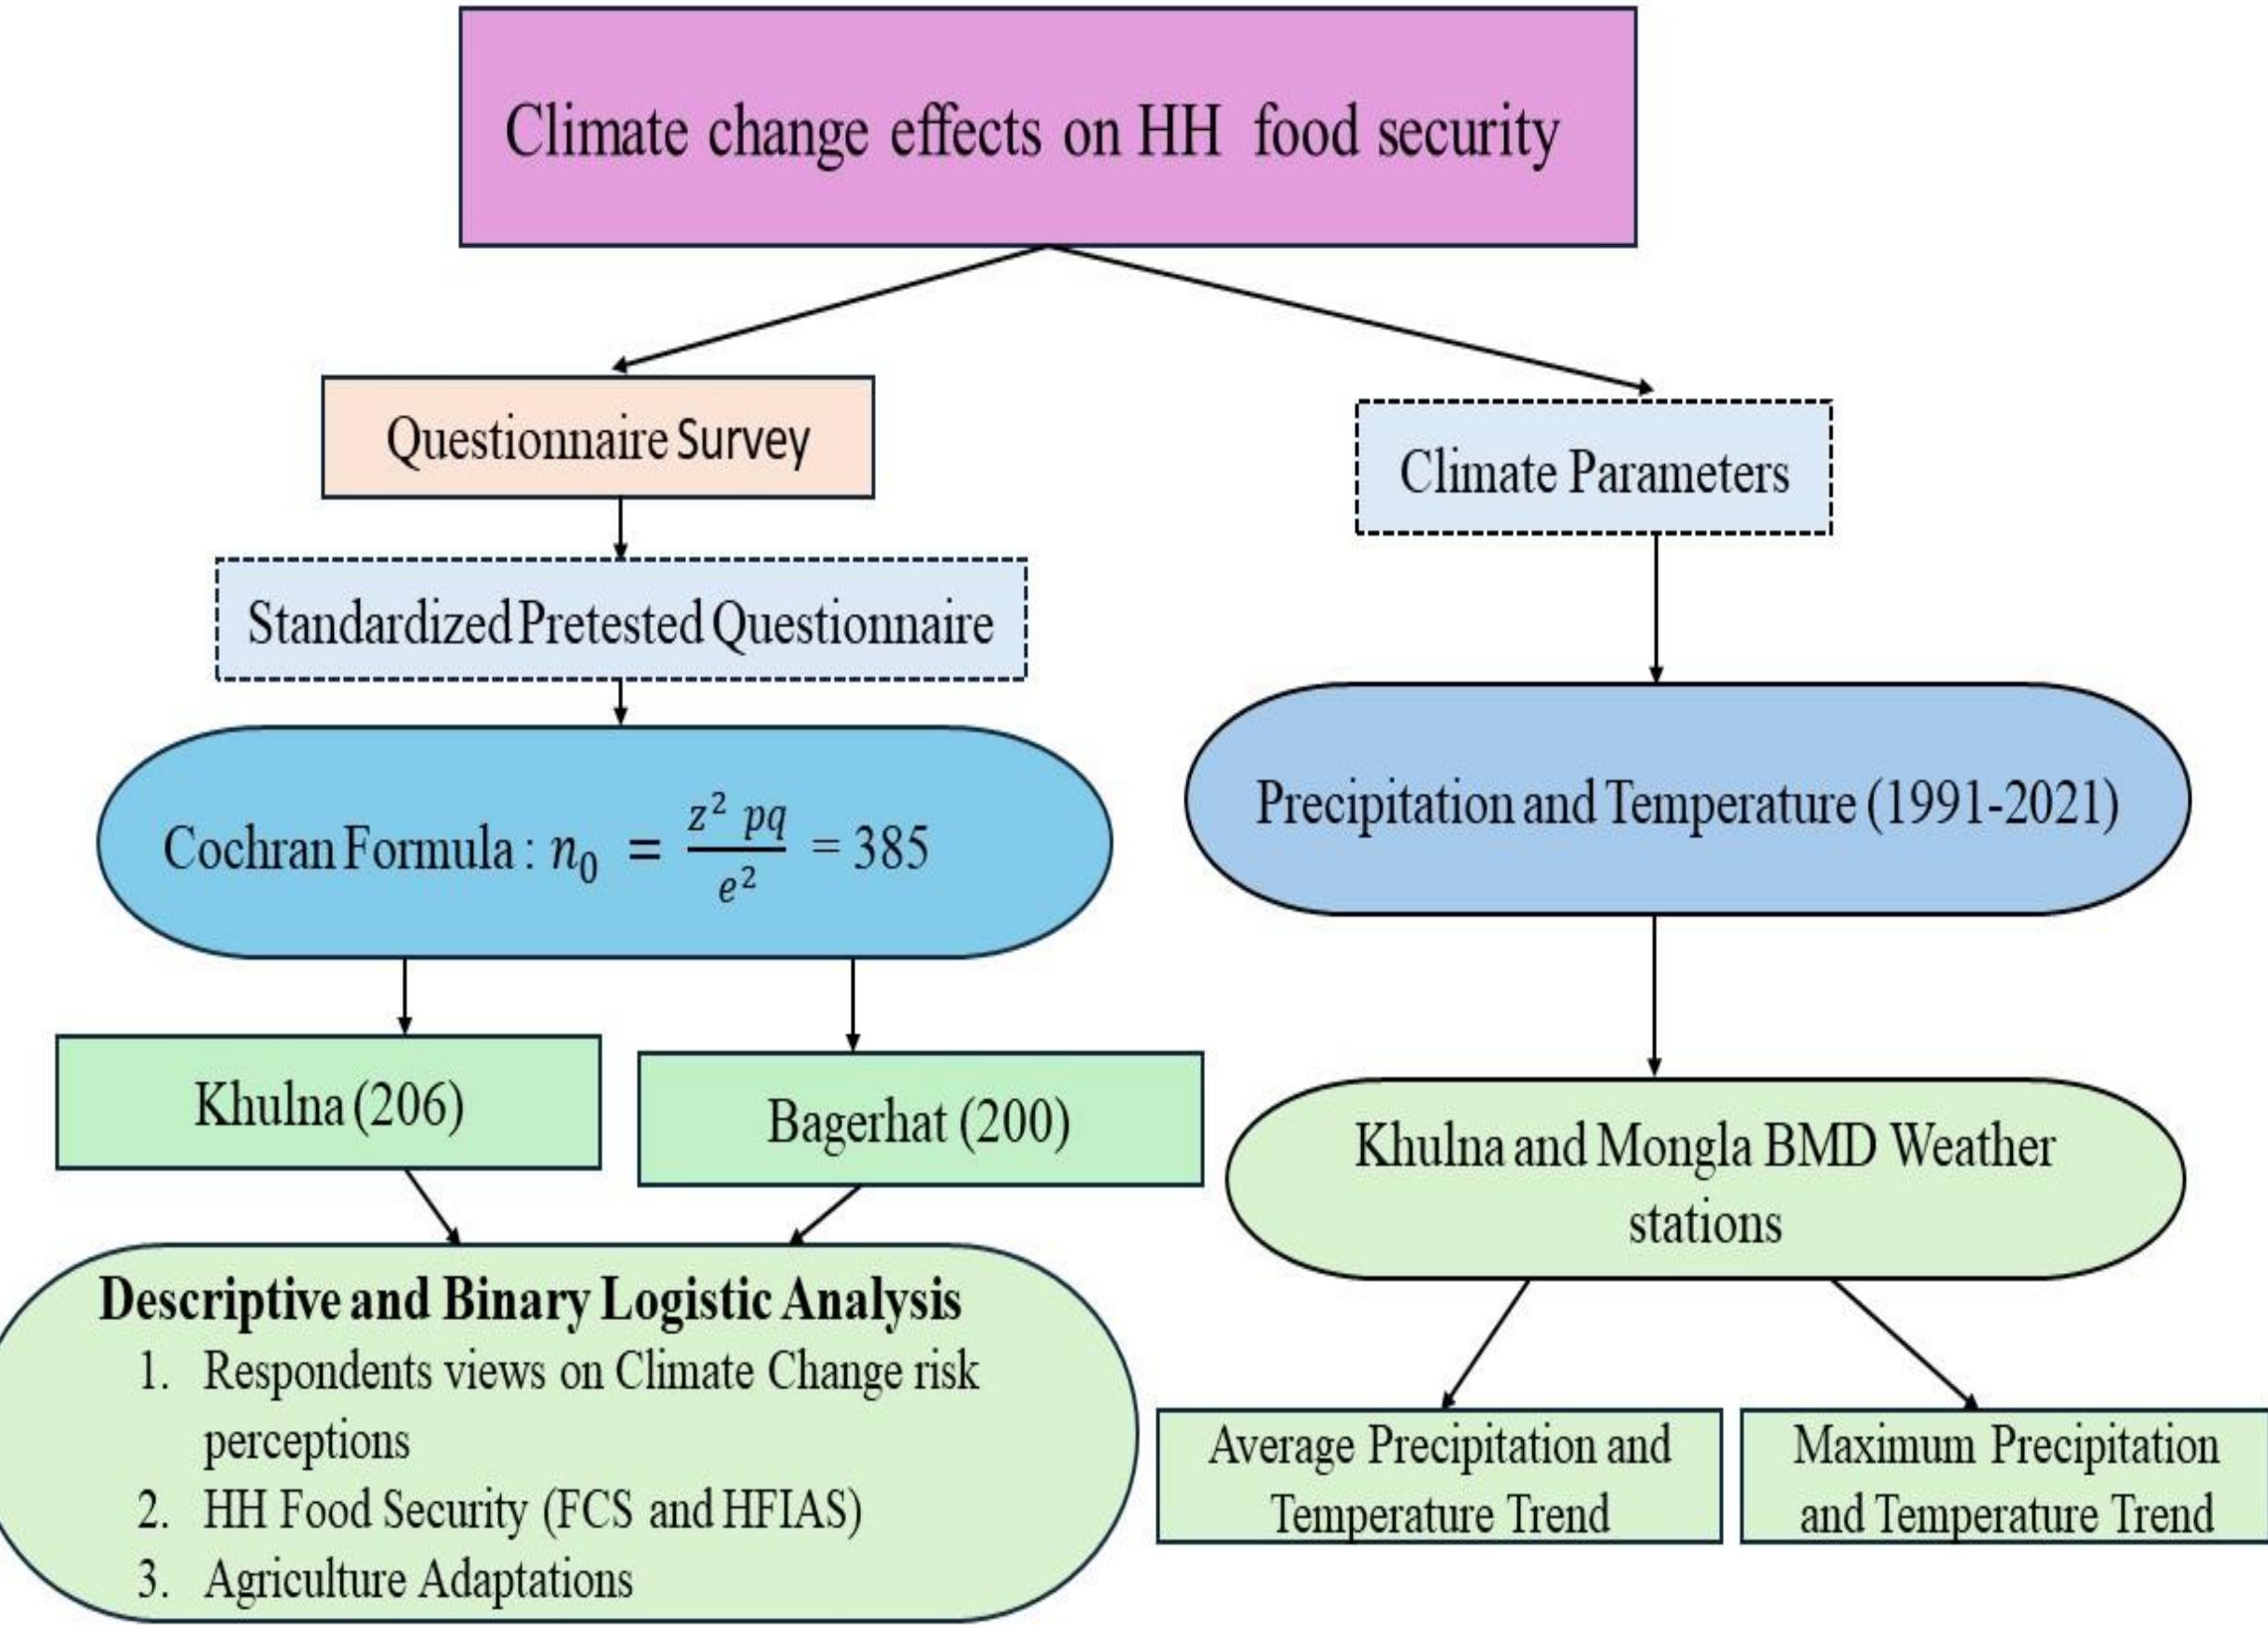 Climate change effects on HH food security
Questionnaire Survey
Climate Parameters
Standardized Pretested Questionnaire
Cochran Formula : n₀ = z² pq / e² = 385
Precipitation and Temperature (1991-2021)
Khulna (206)
Bagerhat (200)
Khulna and Mongla BMD Weather
stations
Descriptive and Binary Logistic Analysis
1. Respondents views on Climate Change risk
perceptions
2. HH Food Security (FCS and HFIAS)
3. Agriculture Adaptations
Average Precipitation and
Temperature Trend
Maximum Precipitation
and Temperature Trend